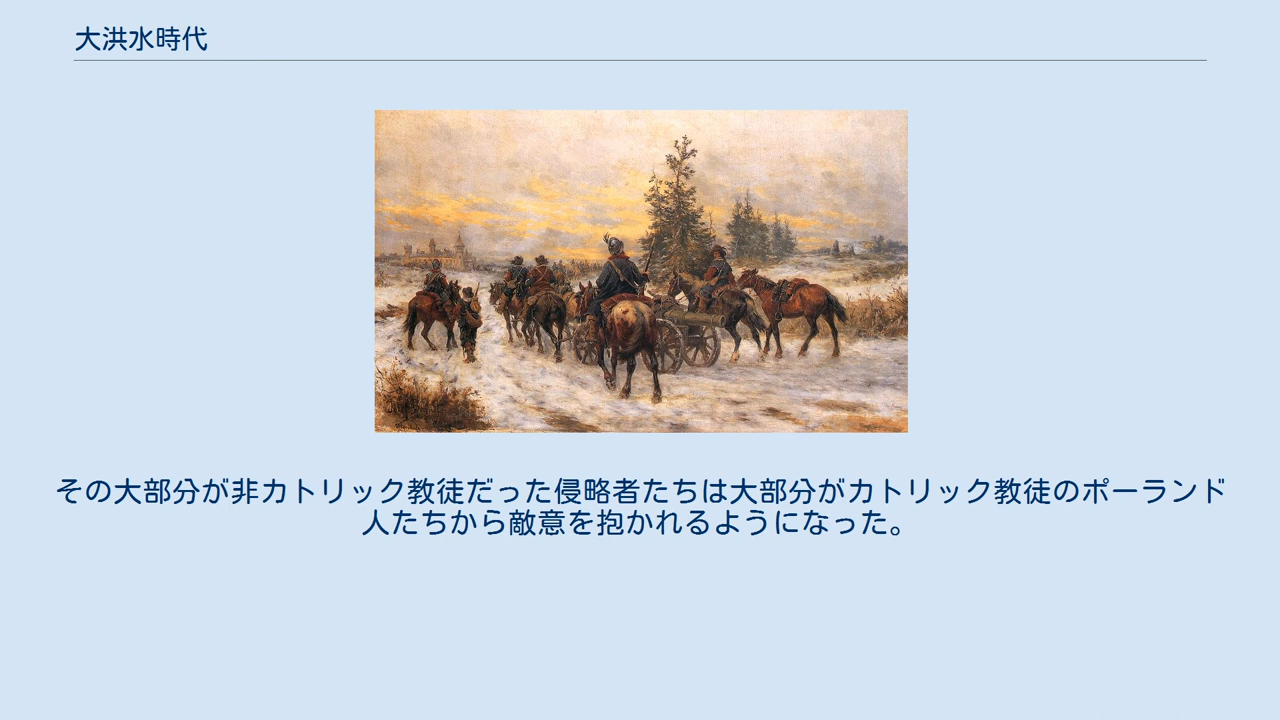 大洪水時代
その大部分が非カトリック教徒だった侵略者たちは大部分がカトリック教徒のポーランド
人たちから敵意を抱かれるようになった。